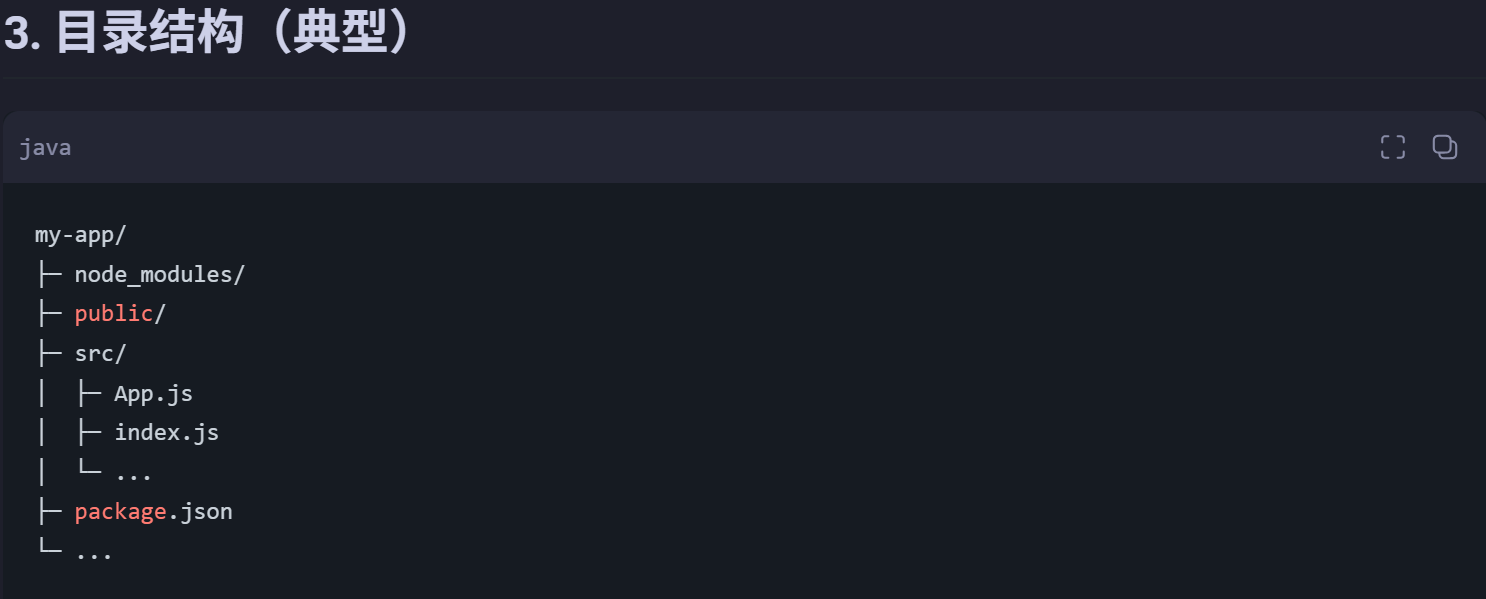 3. 目录结构（典型）
java
my-app/
├─ node_modules/
├─ public/
├─ src/
│  ├─ App.js
│  ├─ index.js
│  └─ ...
├─ package.json
└─ ...